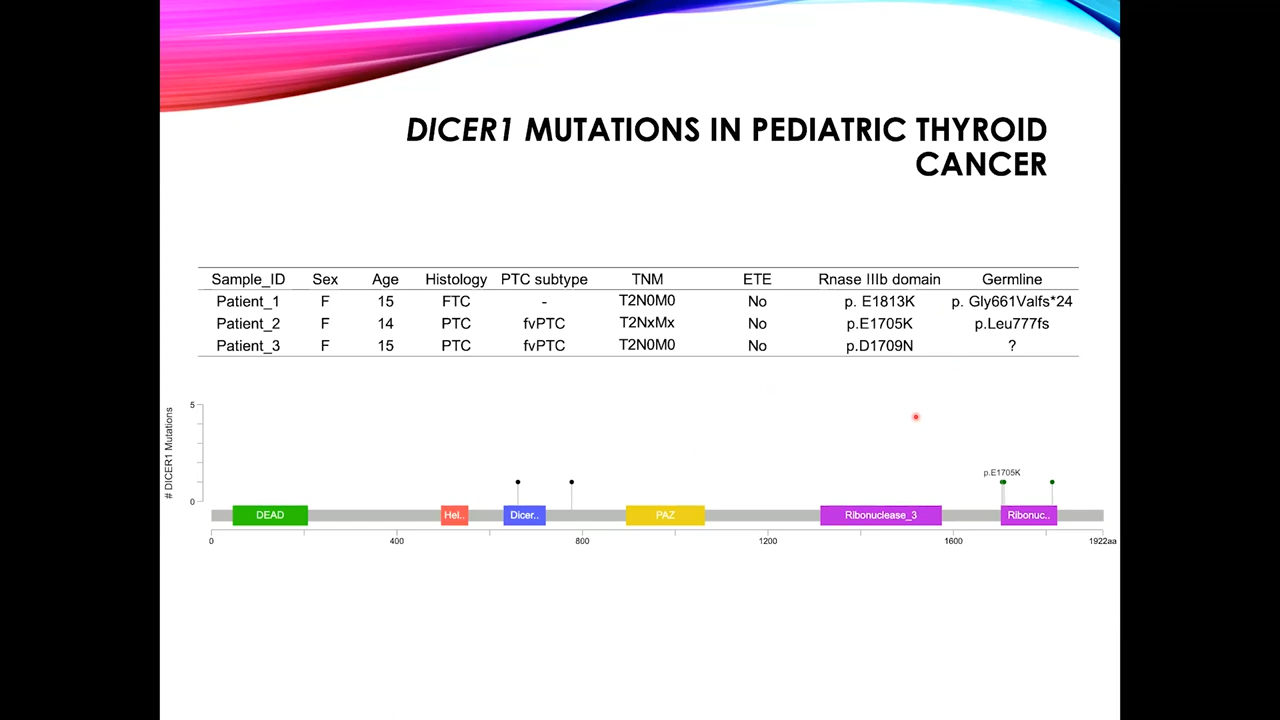 DICER1 MUTATIONS IN PEDIATRIC THYROID
CANCER
Sample_ID Sex Age Histology PTC subtype TNM ETE Rnase IIIb domain Germline
Patient_1 F 15 FTC - T2N0M0 No p. E1813K p. Gly661Valfs*24
Patient_2 F 14 PTC fvPTC T2NxMx No p.E1705K p.Leu777fs
Patient_3 F 15 PTC fvPTC T2N0M0 No p.D1709N ?
# DICER1 Mutations
5
0
p.E1705K
DEAD Hel.. Dicer.. PAZ Ribonuclease_3 Ribonuc..
0 400 800 1200 1600 1922aa